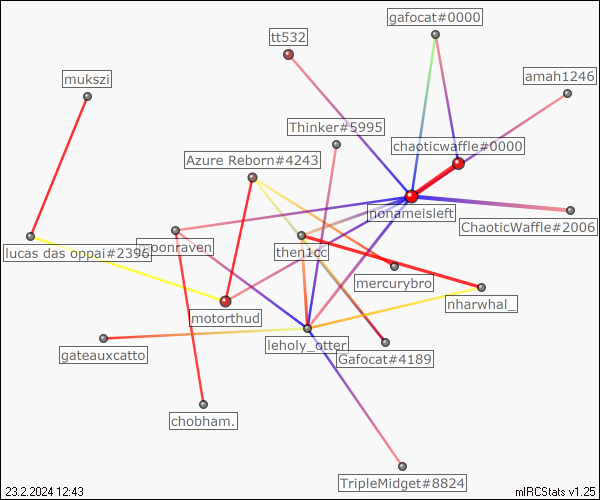 gafocat#0000
tt532
amah1246
mukszi
Thinker#5995
chaoticwaffle#0000
Azure Reborn#4243
nonameisleft
ChaoticWaffle#2006
lucas das oppai#2396
then1cc
mercurybro
nharwhal_
motorthud
leholy_otter
Gafocat#4189
gateauxcatto
chobham.
TripleMidget#8824
23.2.2024 12:43
mIRCStats v1.25